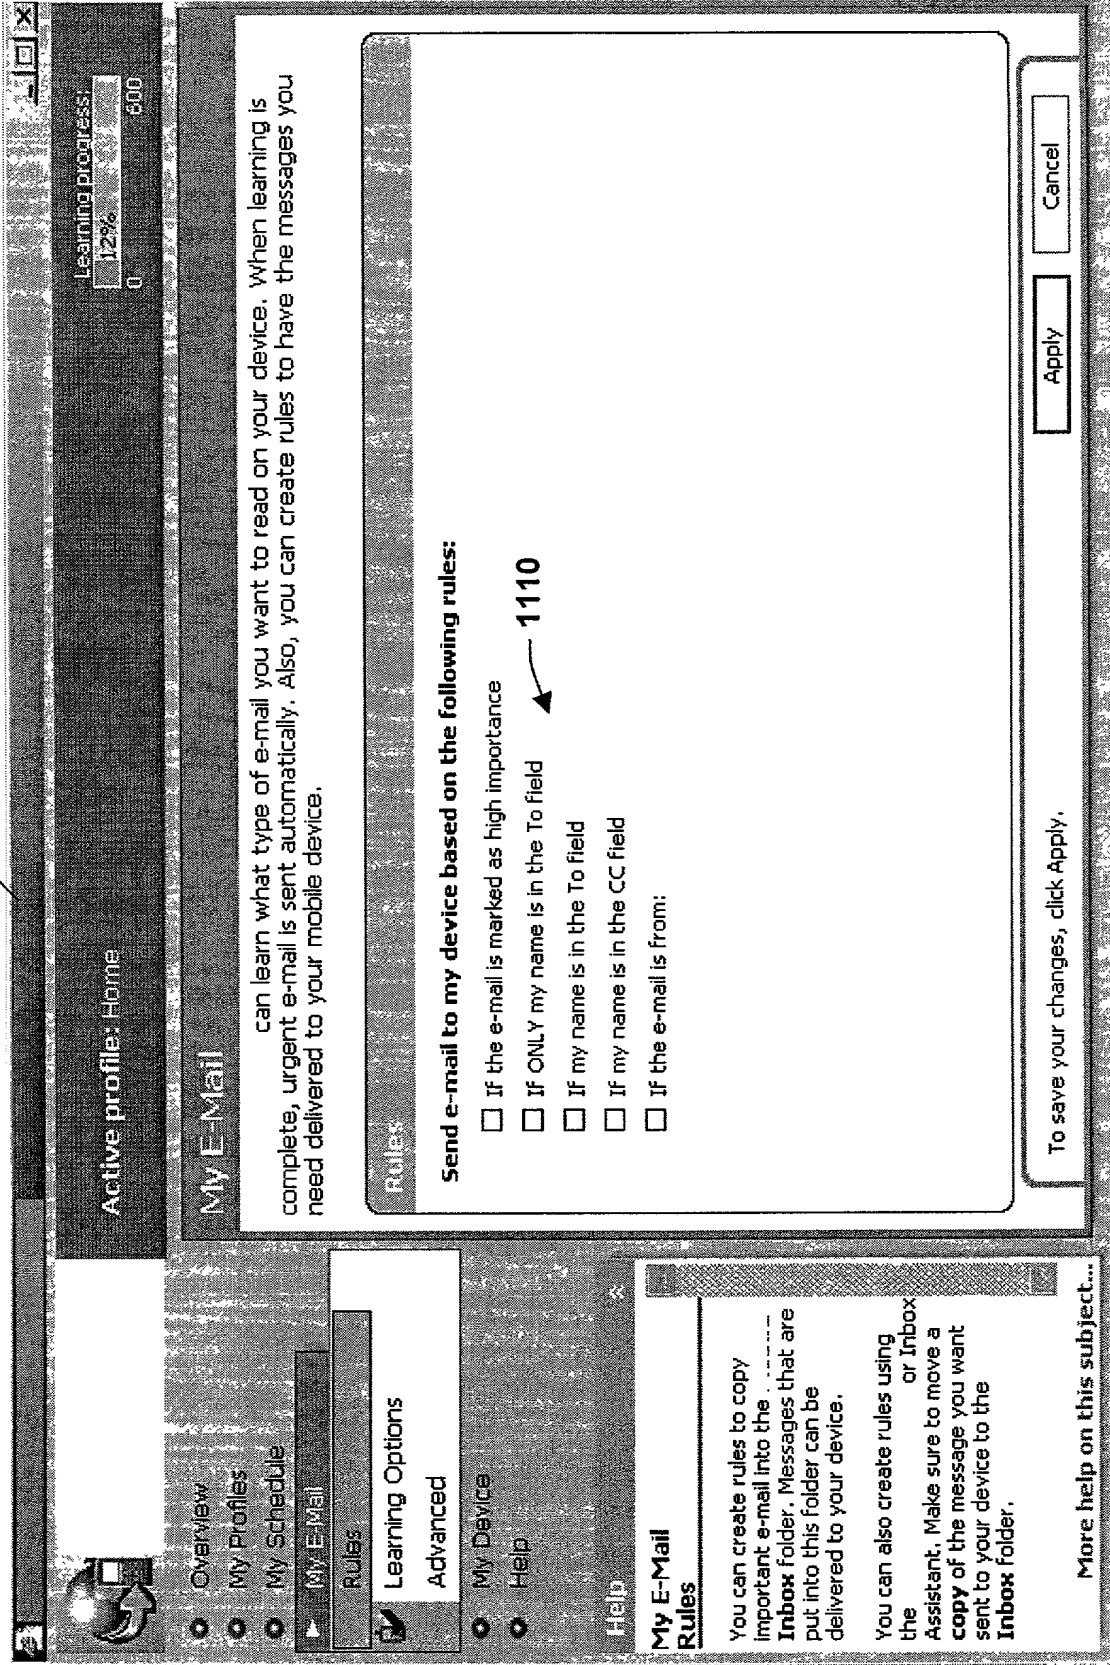 Active profile: Home
Learning progress:
12%
0 600
Overview
My Profiles
My Schedule
My E-Mail
Rules
Learning Options
Advanced
My Device
Help
Help
My E-Mail
Rules
You can create rules to copy
important e-mail into the
Inbox folder. Messages that are
put into this folder can be
delivered to your device.
You can also create rules using
the or Inbox
Assistant. Make sure to move a
copy of the message you want
sent to your device to the
Inbox folder.
More help on this subject...
My E-Mail
can learn what type of e-mail you want to read on your device. When learning is
complete, urgent e-mail is sent automatically. Also, you can create rules to have the messages you
need delivered to your mobile device.
Rules
Send e-mail to my device based on the following rules:
If the e-mail is marked as high importance
If ONLY my name is in the To field
1110
If my name is in the To field
If my name is in the CC field
If the e-mail is from:
To save your changes, click Apply.
Apply
Cancel